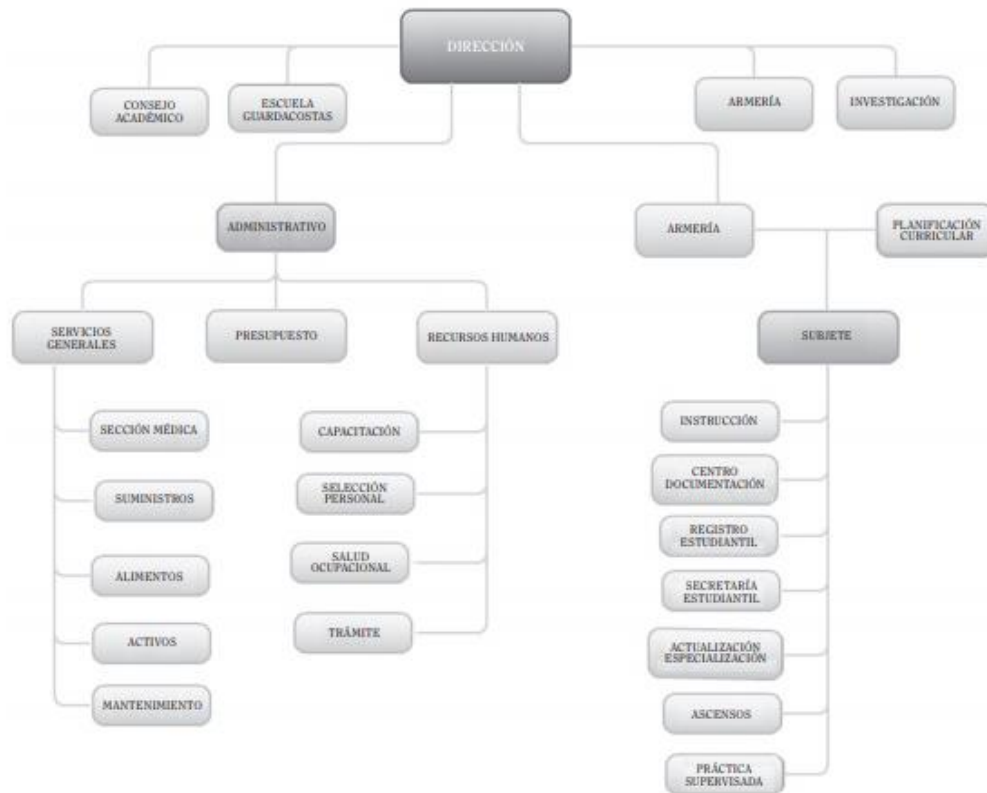 DIRECCIÓN
CONSEJO
ACADÉMICO
ESCUELA
GUARDACOSTAS
ARMERÍA
INVESTIGACIÓN
ADMINISTRATIVO
ARMERÍA
PLANIFICACIÓN
CURRICULAR
SERVICIOS
GENERALES
PRESUPUESTO
RECURSOS HUMANOS
SUBJETE
SECCIÓN MÉDICA
SUMINISTROS
ALIMENTOS
ACTIVOS
MANTENIMIENTO
CAPACITACIÓN
SELECCIÓN
PERSONAL
SALUD
OCUPACIONAL
TRÁMITE
INSTRUCCIÓN
CENTRO
DOCUMENTACIÓN
REGISTRO
ESTUDIANTIL
SECRETARÍA
ESTUDIANTIL
ACTUALIZACIÓN
ESPECIALIZACIÓN
ASCENSOS
PRÁCTICA
SUPERVISADA